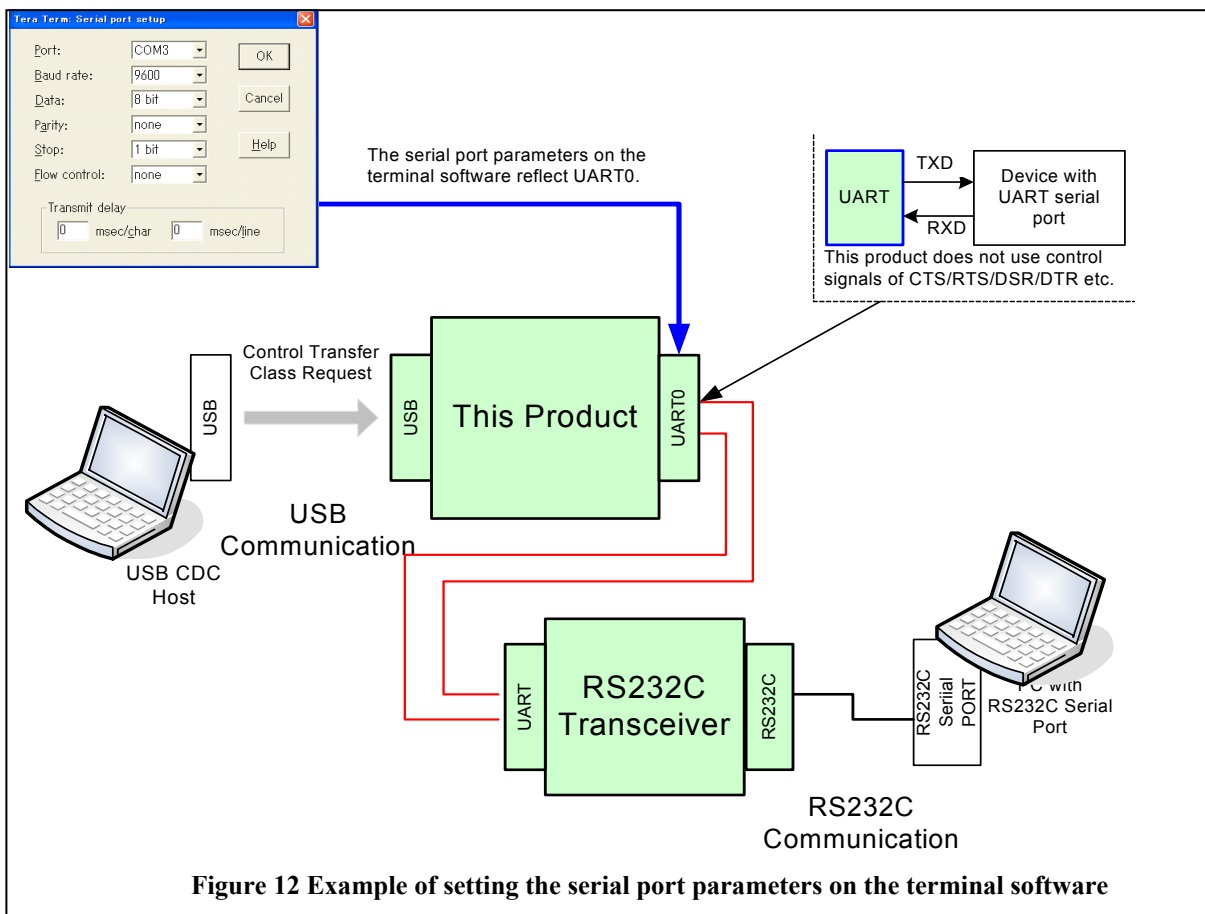 Tera Term: Serial port setup
Port: COM3
Baud rate: 9600
Data: 8 bit
Parity: none
Stop: 1 bit
Flow control: none
OK
Cancel
Help
Transmit delay
0 msec/char 0 msec/line
The serial port parameters on the
terminal software reflect UART0.
UART
TXD
RXD
Device with
UART serial
port
This product does not use control
signals of CTS/RTS/DSR/DTR etc.
Control Transfer
Class Request
USB
USB
This Product
UART0
USB
Communication
USB CDC
Host
UART
RS232C
Transceiver
RS232C
RS232C
Seriial
PORT
PC with
RS232C Serial
Port
RS232C
Communication
Figure 12 Example of setting the serial port parameters on the terminal software